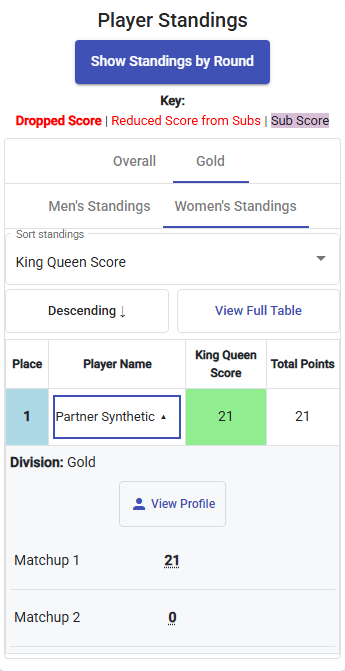 Player Standings
Show Standings by Round
Key:
Dropped Score | Reduced Score from Subs | Sub Score
Overall Gold
Men's Standings Women's Standings
Sort standings
King Queen Score
Descending ↓ View Full Table
Place Player Name King Queen Score Total Points
1 Partner Synthetic ▲ 21 21
Division: Gold
View Profile
Matchup 1 21
Matchup 2 0